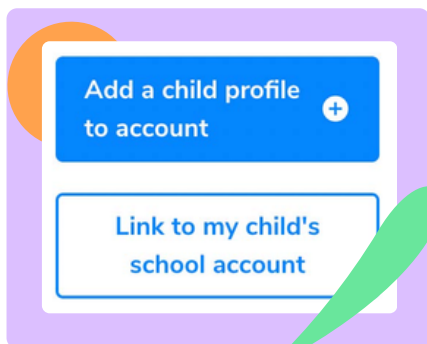 Add a child profile
to account
Link to my child's
school account